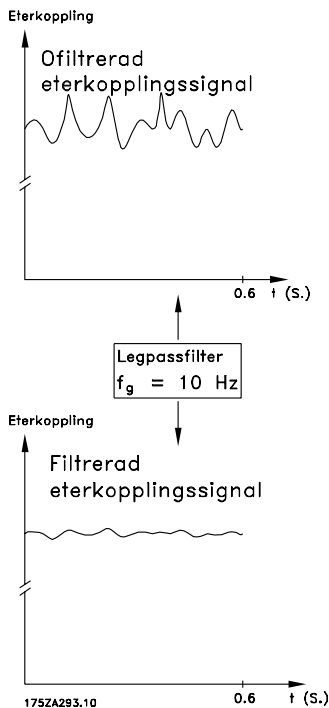 Eterkoppling
Ofiltrerad
eterkopplingssignal
0.6 t (S.)
Legpassfilter
fg = 10 Hz
Eterkoppling
Filtrerad
eterkopplingssignal
175ZA293.10
0.6 t (S.)